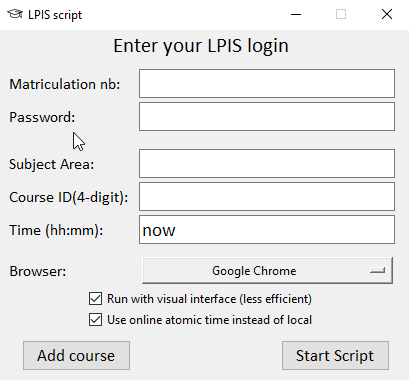 LPIS script
Enter your LPIS login
Matriculation nb:
Password:
Subject Area:
Course ID(4-digit):
Time (hh:mm): now
Browser: Google Chrome
Run with visual interface (less efficient)
Use online atomic time instead of local
Add course Start Script